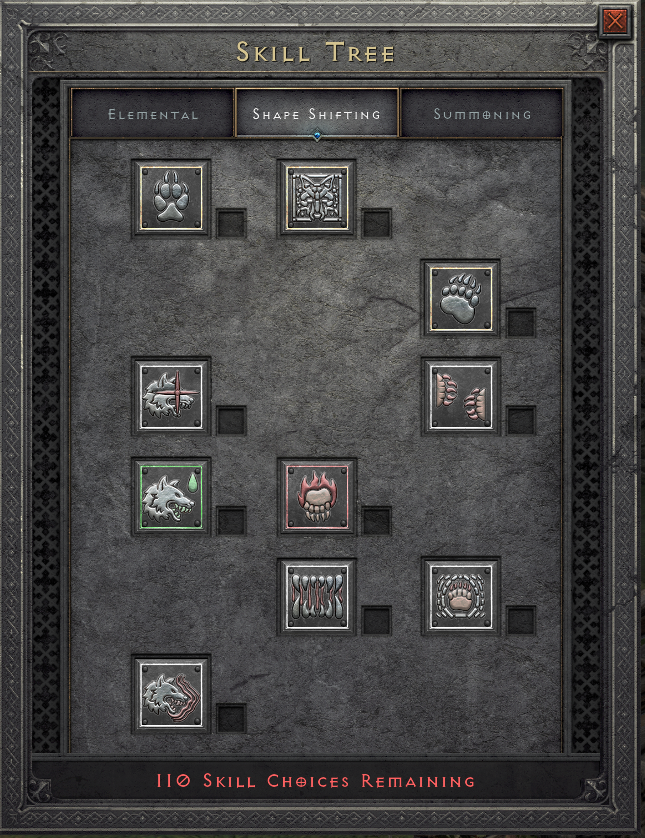 Skill Tree
Elemental
Shape Shifting
Summoning
110 Skill Choices Remaining